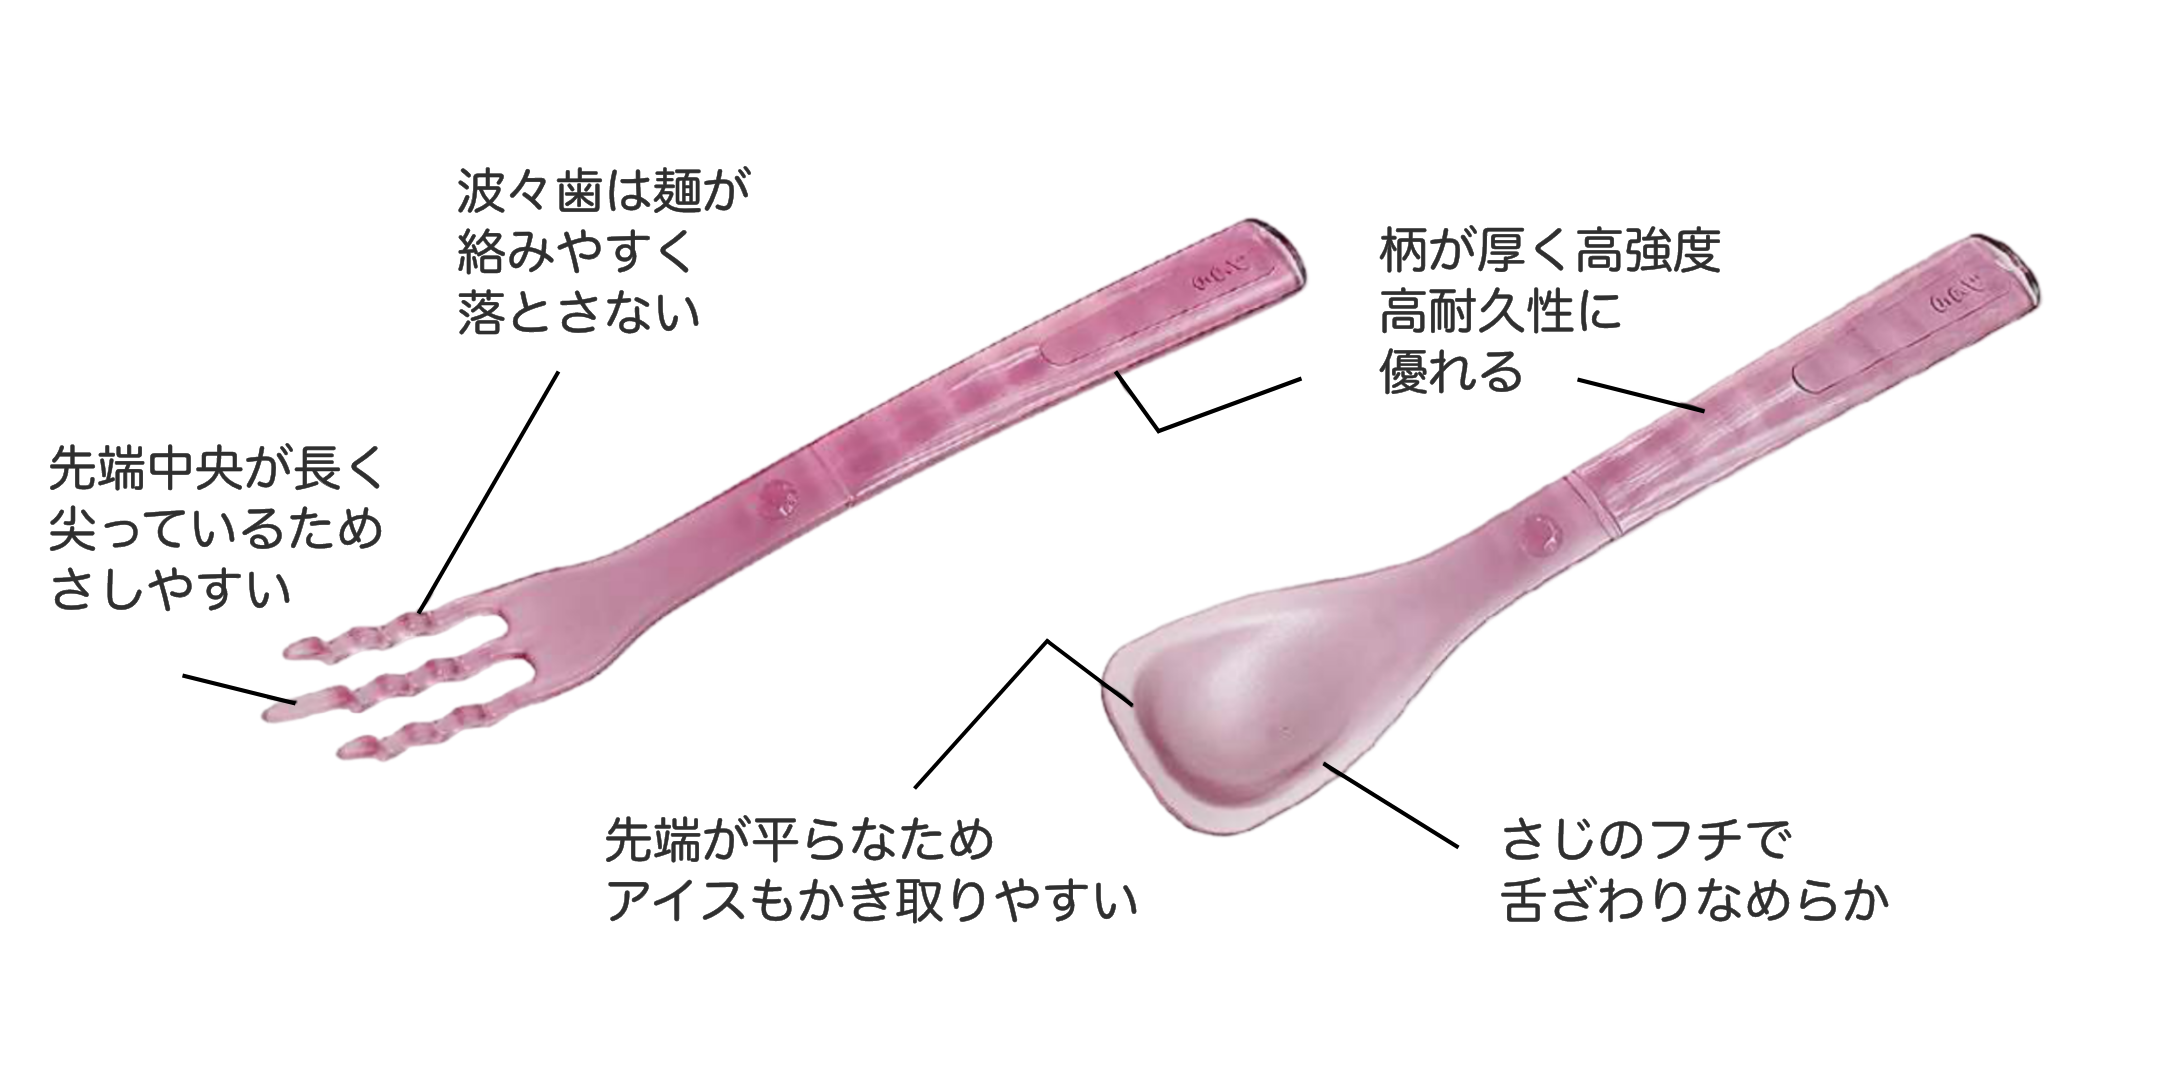 波々歯は麺が
絡みやすく
落とさない
柄が厚く高強度
高耐久性に
優れる
先端中央が長く
尖っているため
さしやすい
先端が平らなため
アイスもかき取りやすい
さじのフチで
舌ざわりなめらか